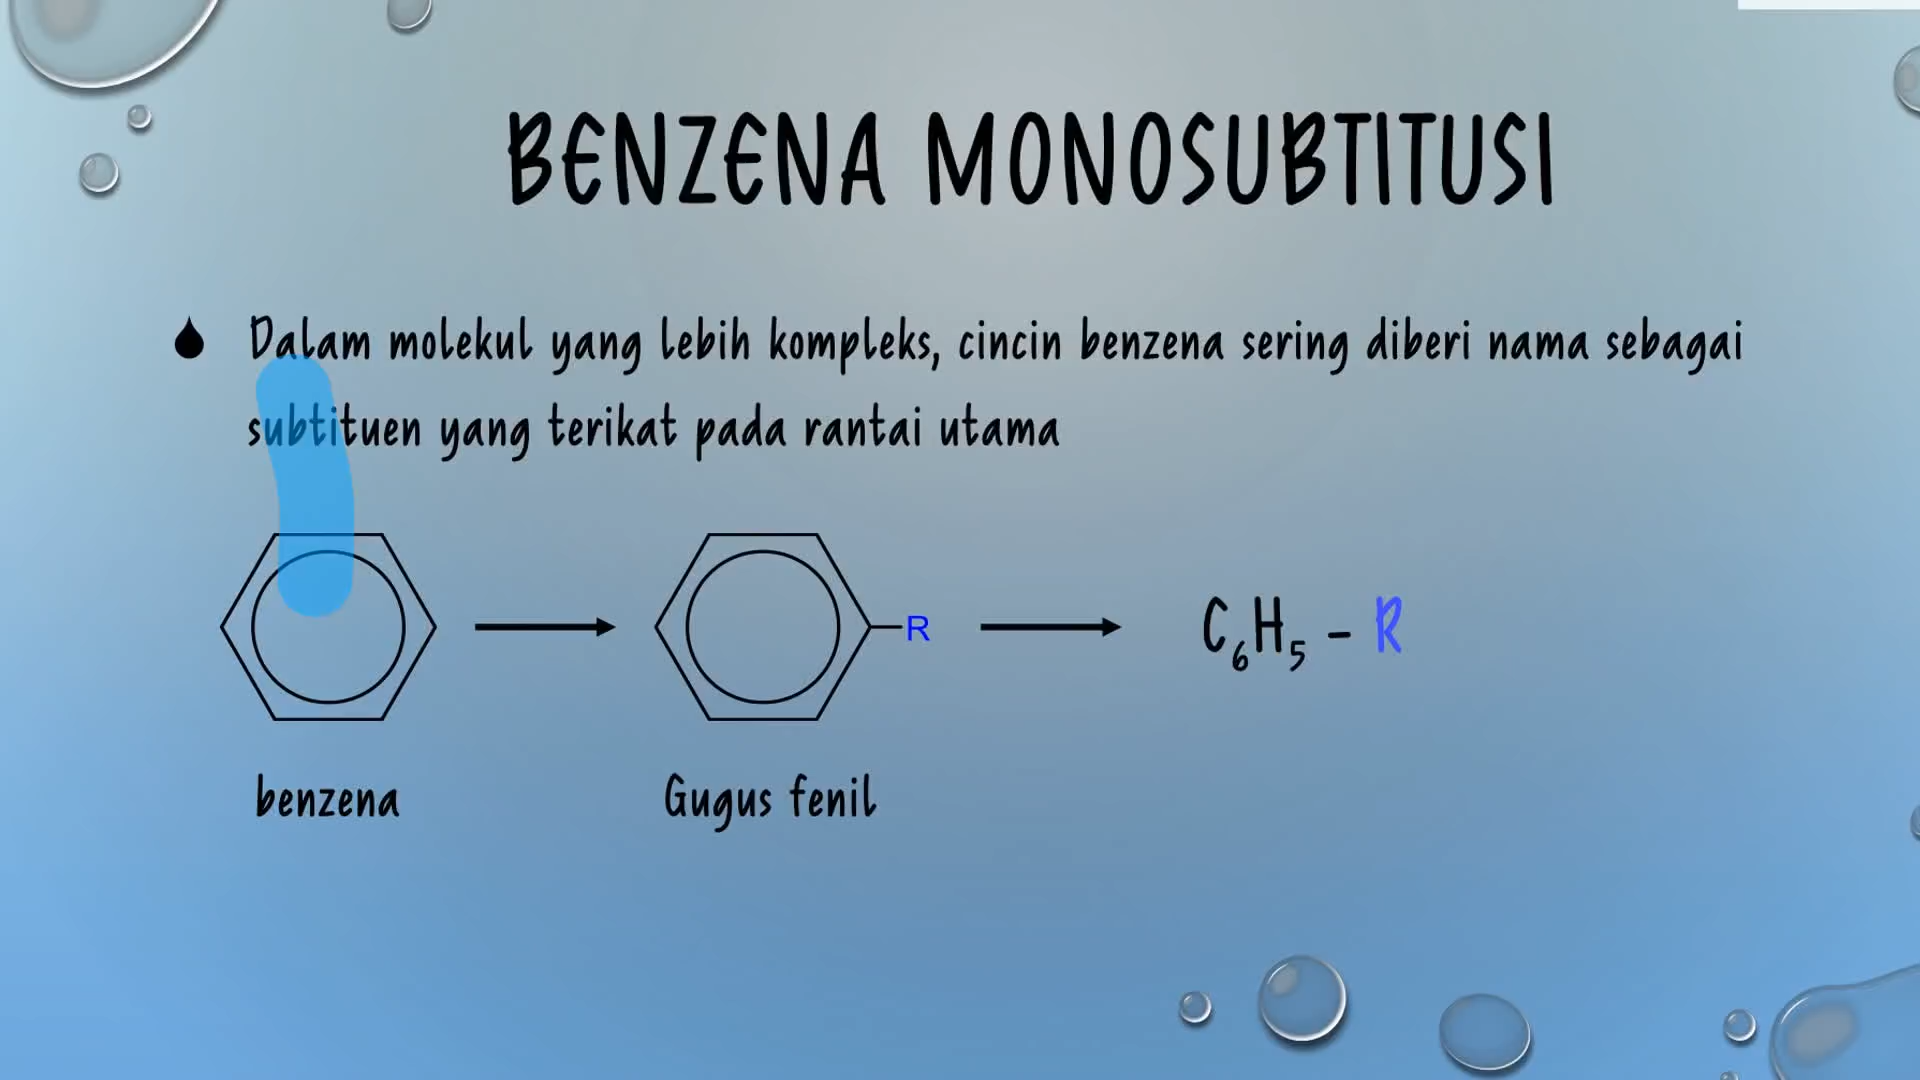 BENZENA MONOSUBTITUSI
Dalam molekul yang lebih kompleks, cincin benzena sering diberi nama sebagai
subtituen yang terikat pada rantai utama
R
C₆H₅ – R
benzena
Gugus fenil